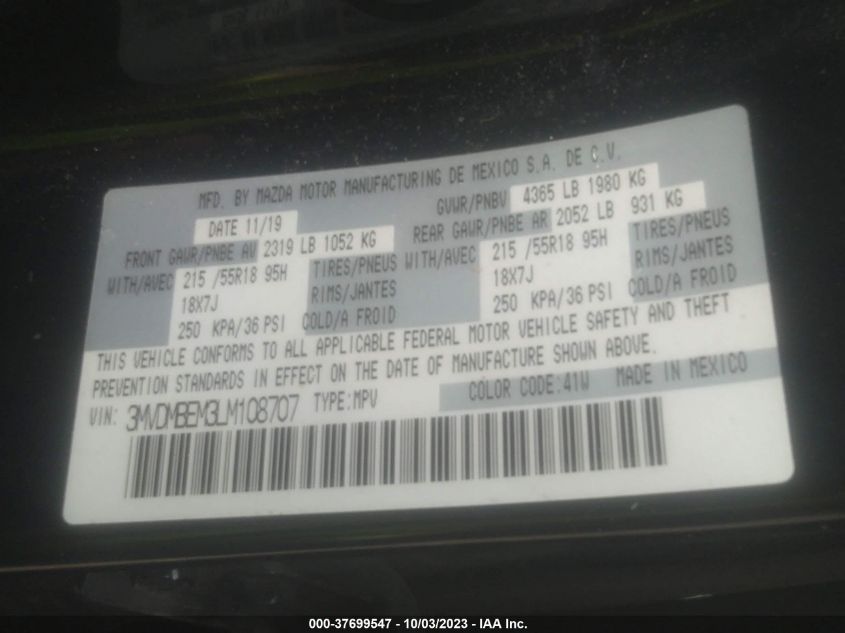 MFD. BY MAZDA MOTOR MANUFACTURING DE MEXICO S.A. DE C.V.
DATE 11/19 GVWR/PNBV 4365 LB 1980 KG
FRONT GAWR/PNBE AV 2319 LB 1052 KG REAR GAWR/PNBE AR 2052 LB 931 KG
WITH/AVEC 215 /55R18 95H TIRES/PNEUS WITH/AVEC 215 /55R18 95H TIRES/PNEUS
18X7J RIMS/JANTES 18X7J RIMS/JANTES
250 KPA/36 PSI COLD/A FROID 250 KPA/36 PSI COLD/A FROID
THIS VEHICLE CONFORMS TO ALL APPLICABLE FEDERAL MOTOR VEHICLE SAFETY AND THEFT
PREVENTION STANDARDS IN EFFECT ON THE DATE OF MANUFACTURE SHOWN ABOVE.
COLOR CODE:41W MADE IN MEXICO
VIN: 3MVDMBEM3LM108707 TYPE:MPV
000-37699547 - 10/03/2023 - IAA Inc.